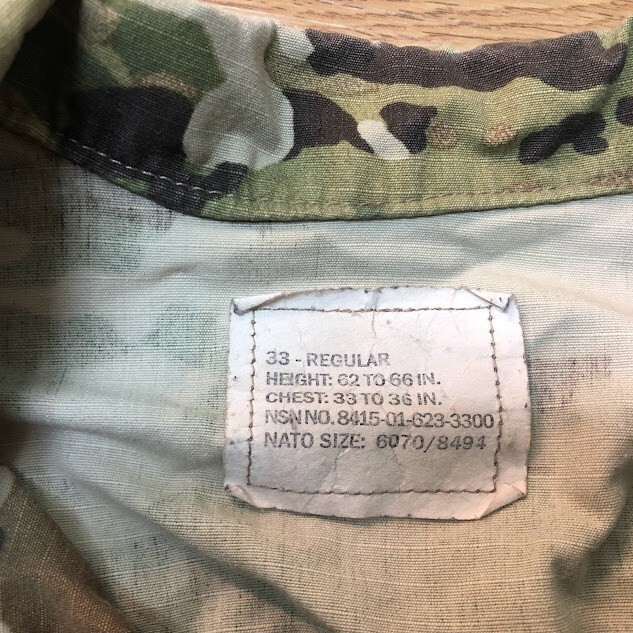 33 - REGULAR
HEIGHT: 62 TO 66 IN.
CHEST: 33 TO 36 IN.
NSN NO. 8415-01-623-3300
NATO SIZE: 6070/8494